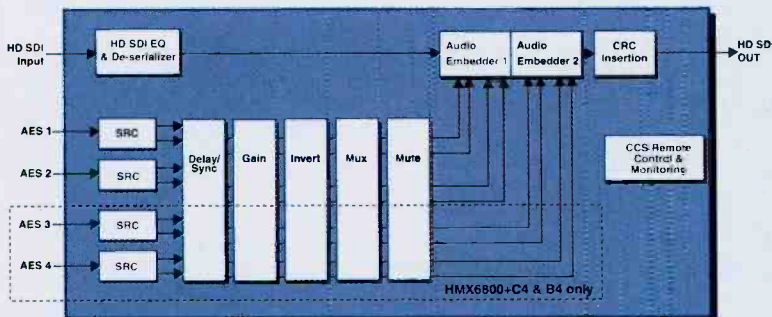 HD SDI
Input
HD SDI EQ
& De-serializer
Audio
Embedder 1
Audio
Embedder 2
CRC
Insertion
HD SD
OUT
AES 1
SRC
AES 2
SRC
AES 3
SRC
AES 4
SRC
Delay/
Sync
Gain
Invert
Mux
Mute
CCS Remote
Control &
Monitoring
HMX6800+C4 & B4 only